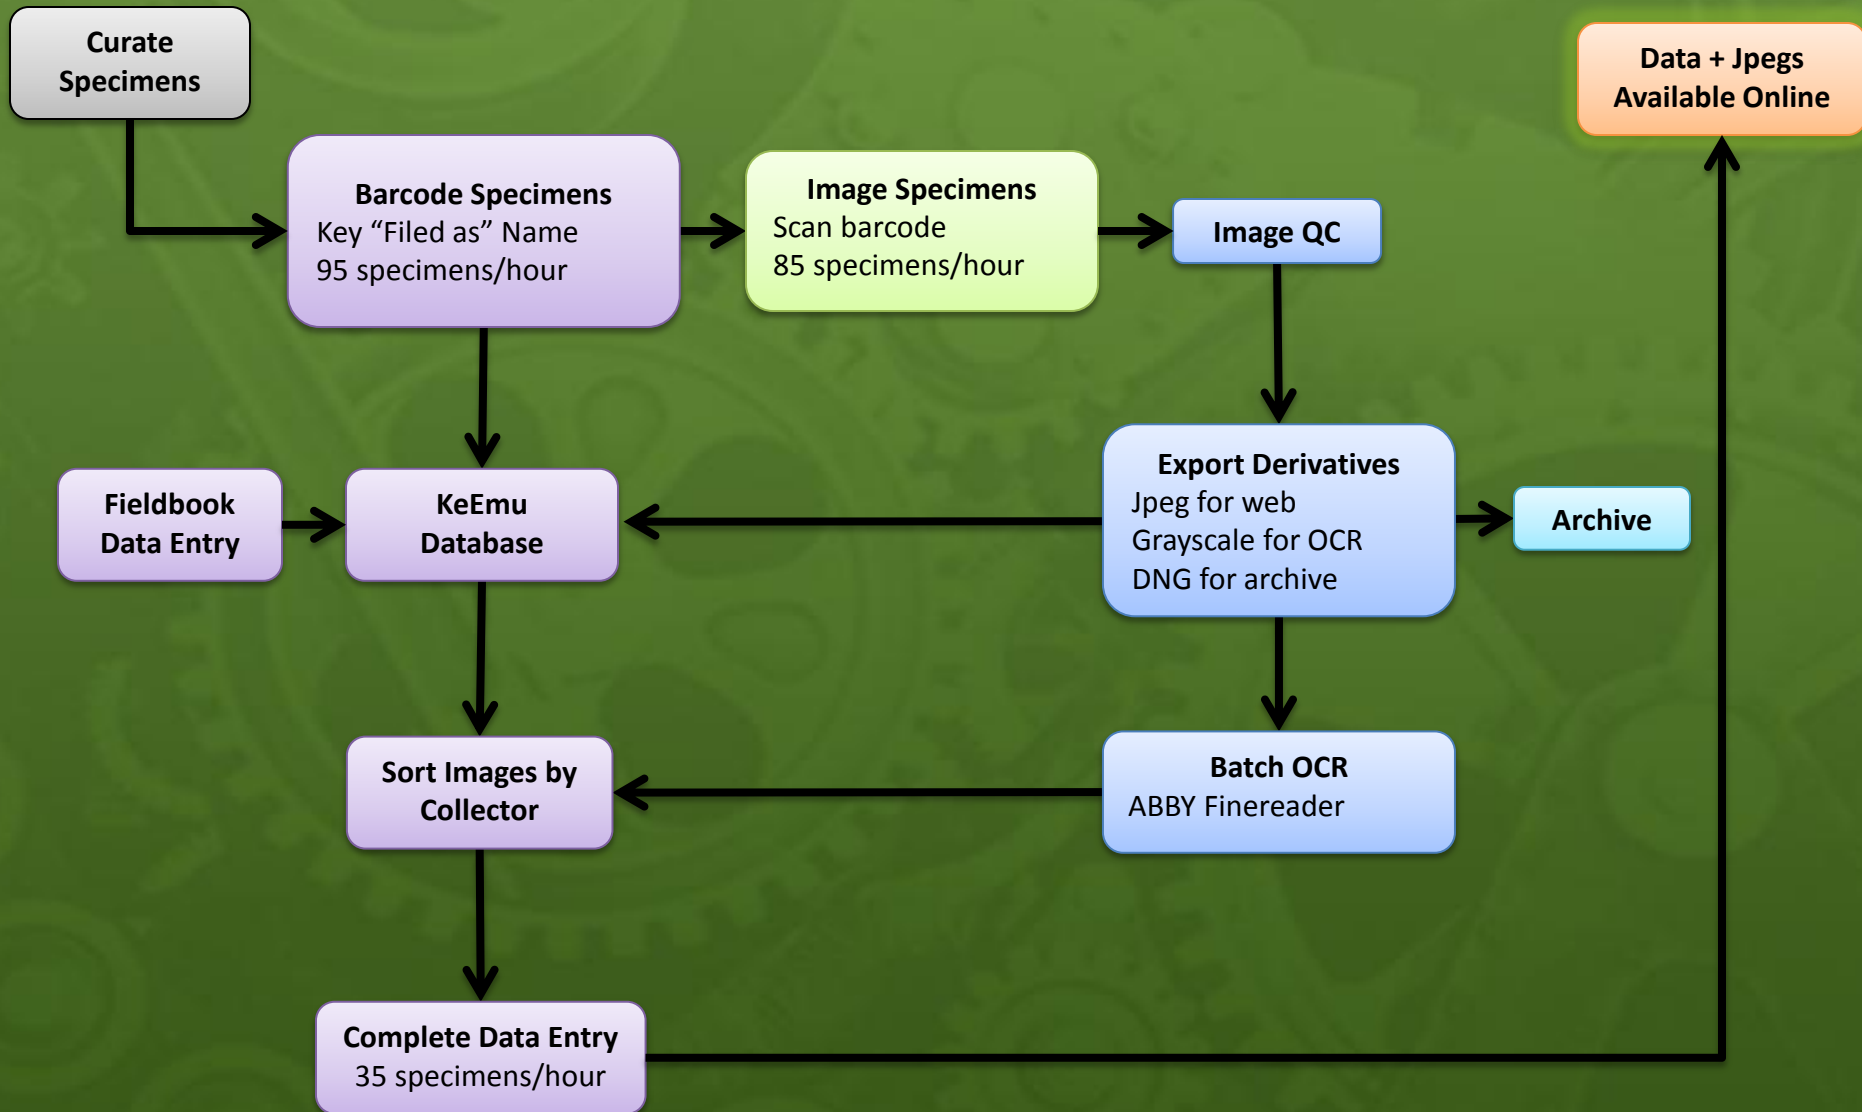 Curate
Specimens
Data + Jpegs
Available Online
Barcode Specimens
Key “Filed as” Name
95 specimens/hour
Image Specimens
Scan barcode
85 specimens/hour
Image QC
Fieldbook
Data Entry
KeEmu
Database
Export Derivatives
Jpeg for web
Grayscale for OCR
DNG for archive
Archive
Sort Images by
Collector
Batch OCR
ABBY Finereader
Complete Data Entry
35 specimens/hour